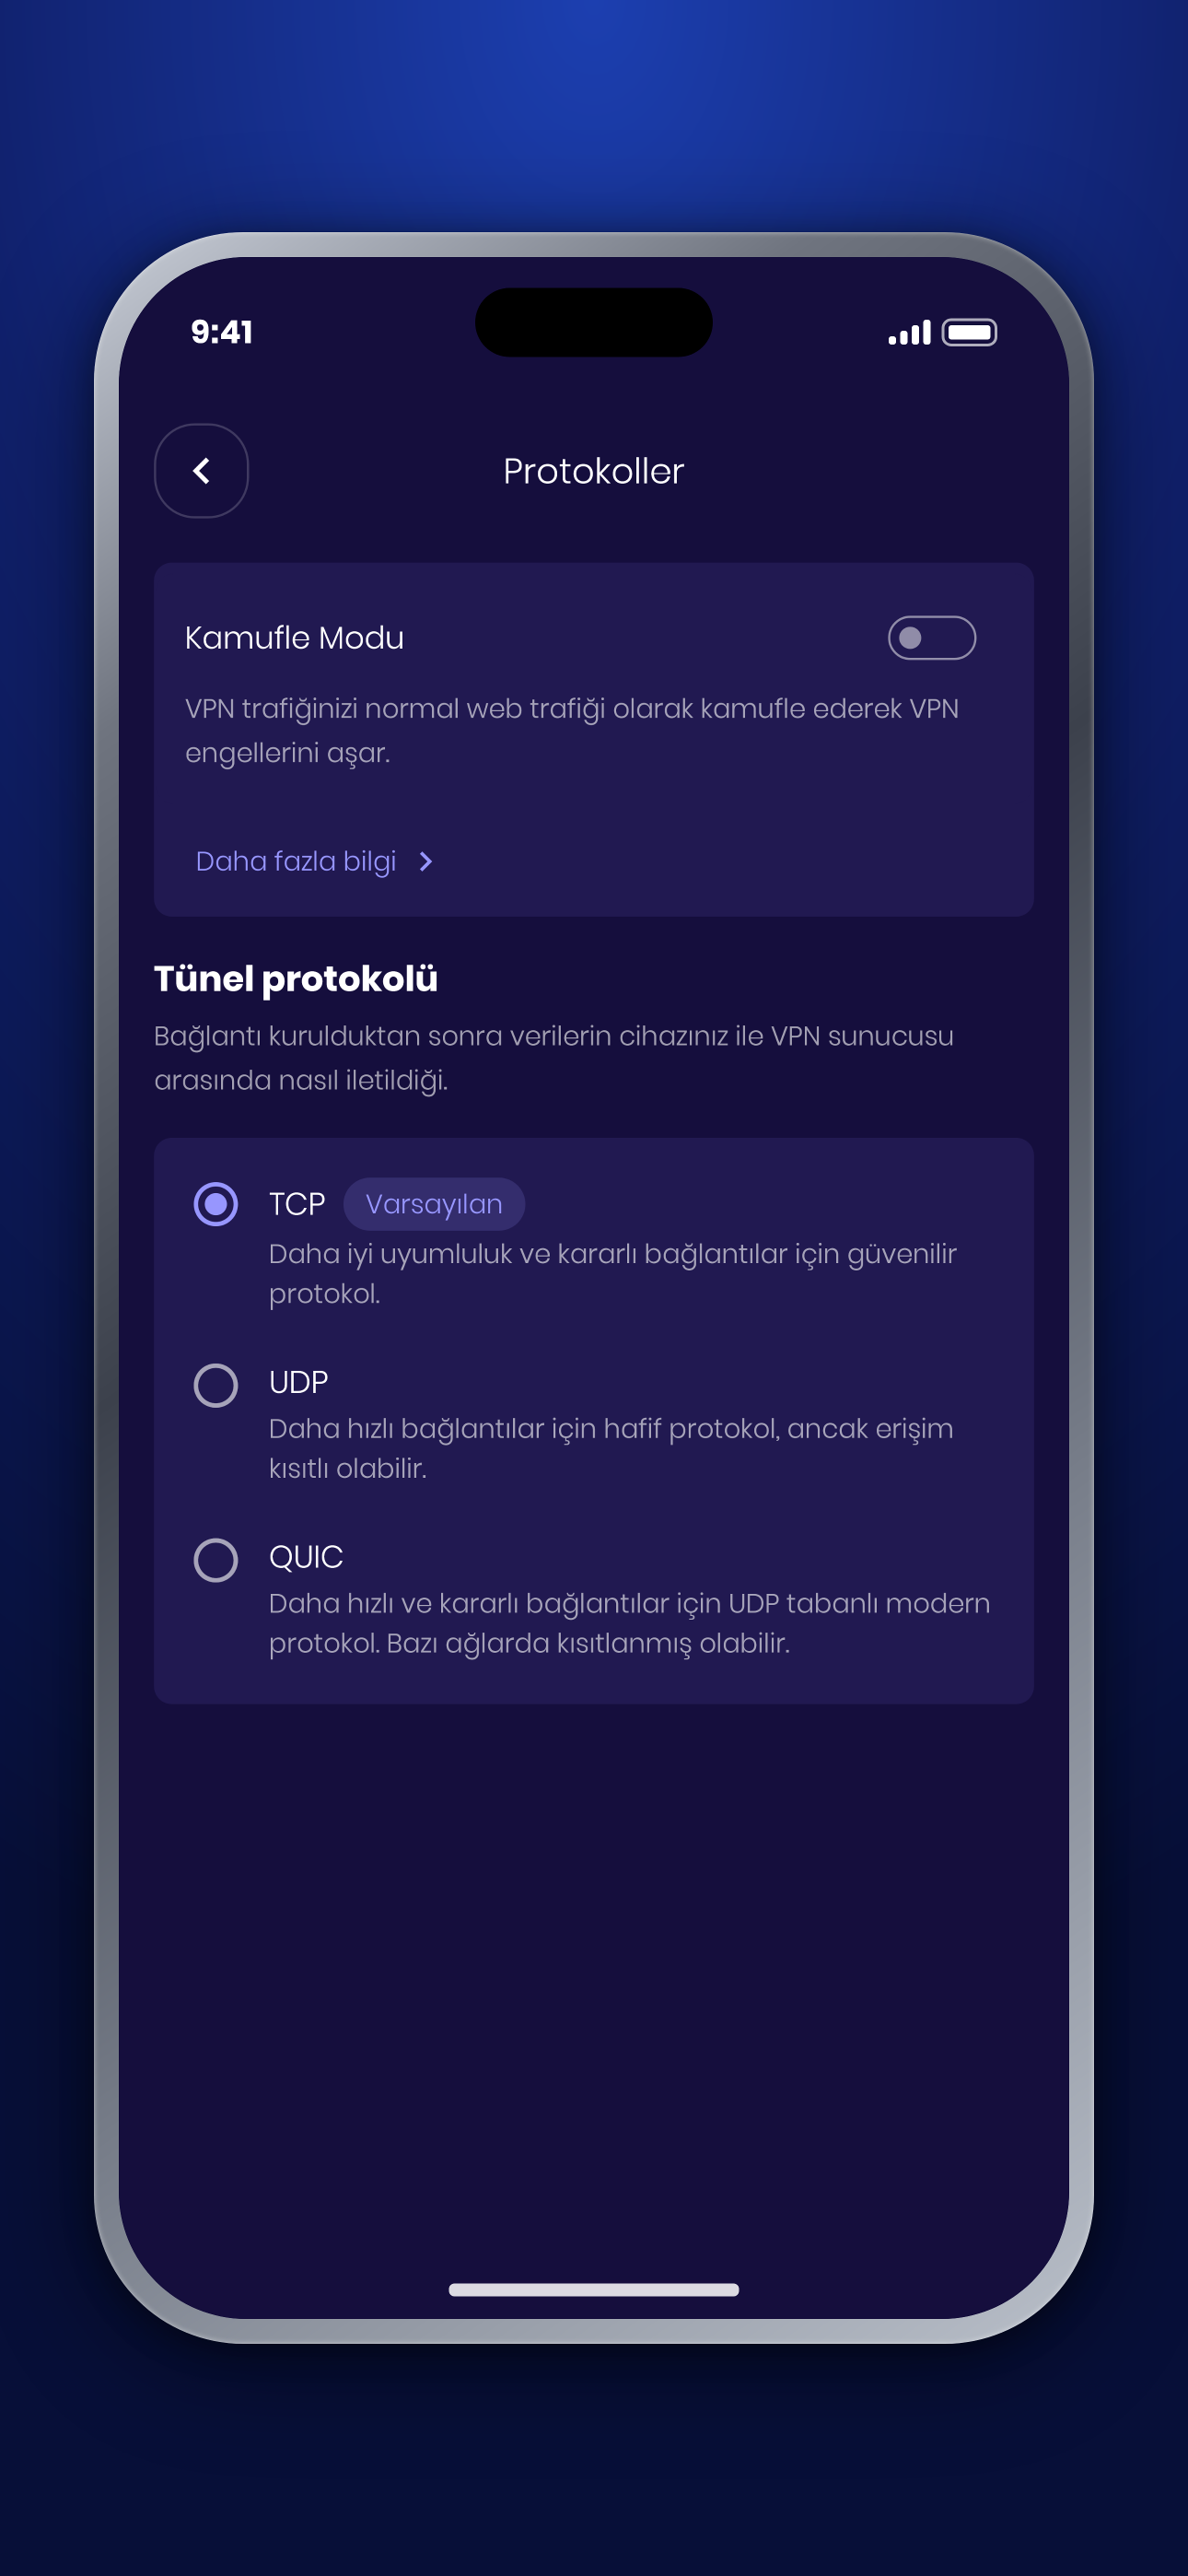 9:41
Protokoller
Kamufle Modu
VPN trafiğinizi normal web trafiği olarak kamufle ederek VPN
engellerini aşar.
Daha fazla bilgi
Tünel protokolü
Bağlantı kurulduktan sonra verilerin cihazınız ile VPN sunucusu
arasında nasıl iletildiği.
TCP Varsayılan
Daha iyi uyumluluk ve kararlı bağlantılar için güvenilir
protokol.
UDP
Daha hızlı bağlantılar için hafif protokol, ancak erişim
kısıtlı olabilir.
QUIC
Daha hızlı ve kararlı bağlantılar için UDP tabanlı modern
protokol. Bazı ağlarda kısıtlanmış olabilir.